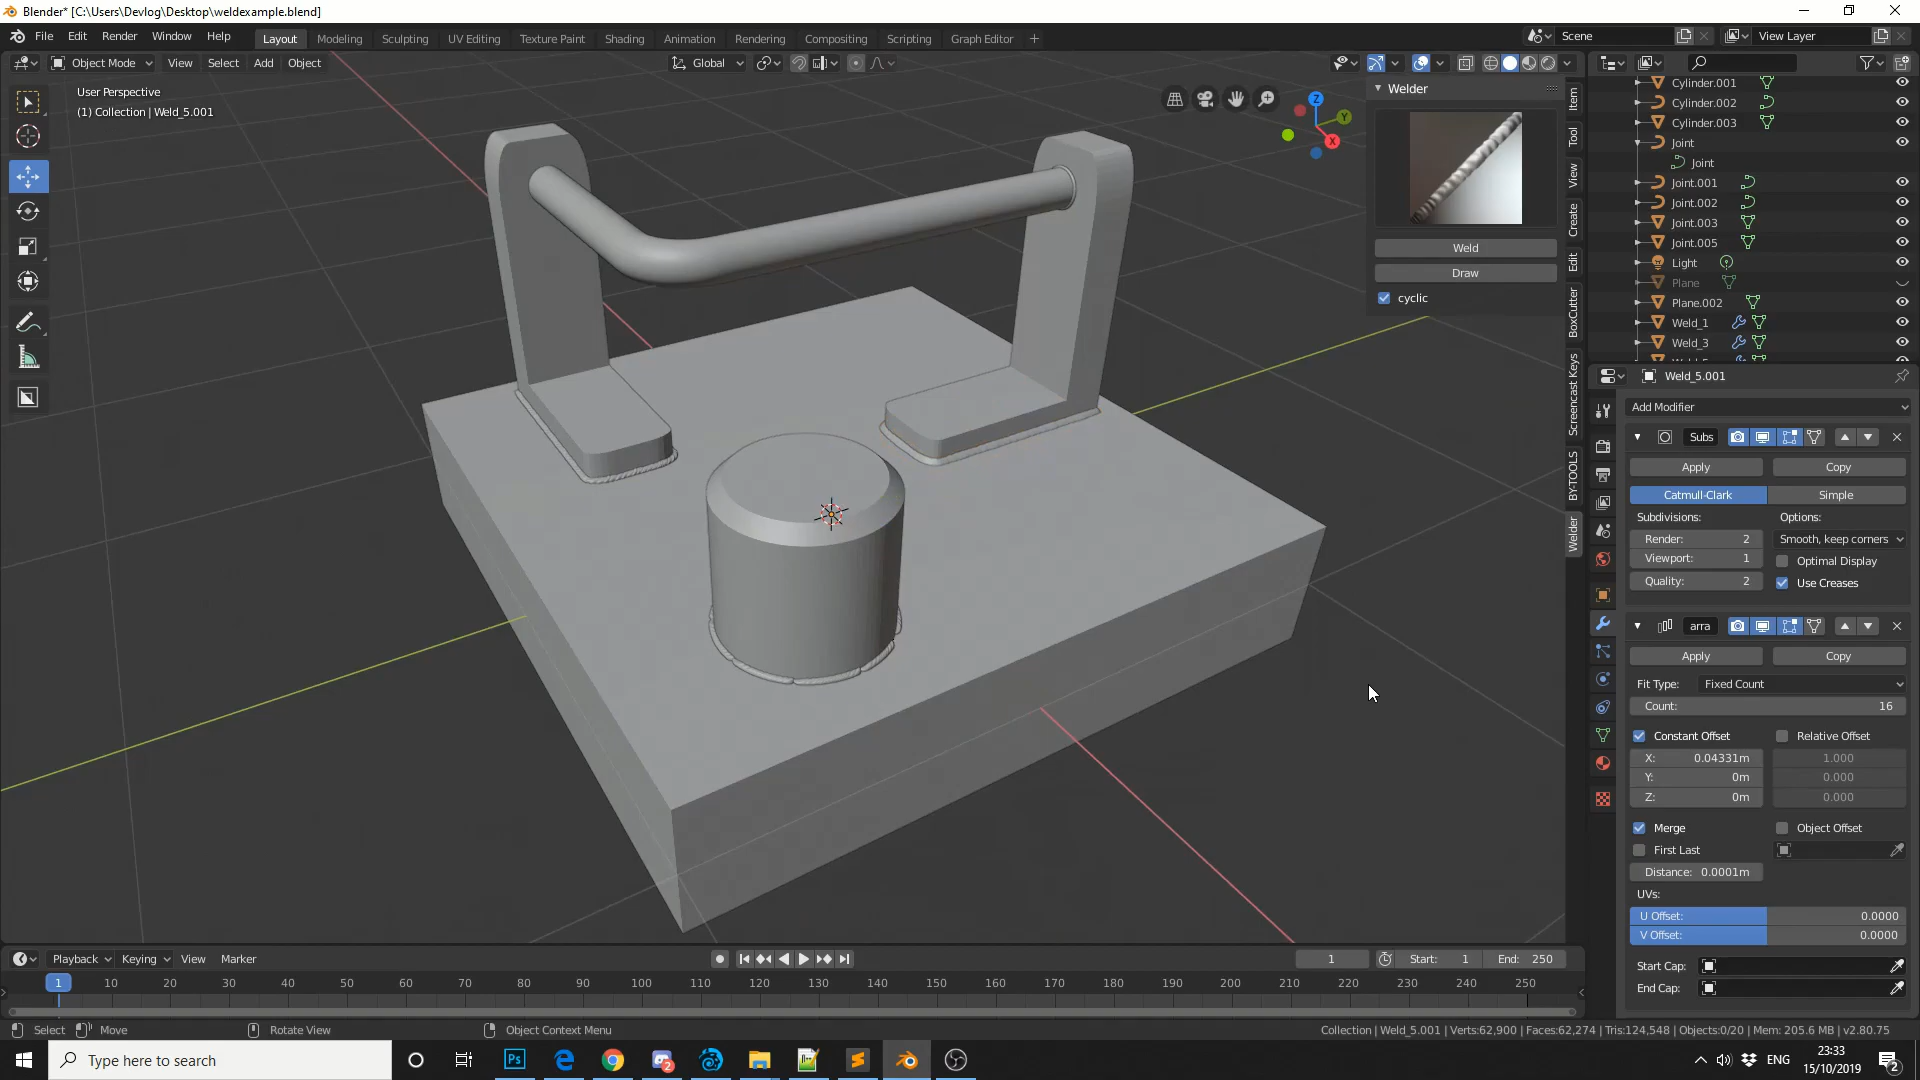 Blender* [C:\Users\Devlog\Desktop\weldexample.blend]
File Edit Render Window Help
Layout Modeling Sculpting UV Editing Texture Paint Shading Animation Rendering Compositing Scripting Graph Editor +
Scene View Layer
Object Mode View Select Add Object Global
User Perspective
(1) Collection | Weld_5.001
Z
Y
X
Welder
Weld
Draw
cyclic
Item
Tool
View
Create
Edit
BoxCutter
Screencast Keys
BY-TOOLS
Welder
Cylinder.001
Cylinder.002
Cylinder.003
Joint
Joint
Joint.001
Joint.002
Joint.003
Joint.005
Light
Plane
Plane.002
Weld_1
Weld_3
Weld_5.001
Add Modifier
Subs
Apply Copy
Catmull-Clark Simple
Subdivisions: Options:
Render: 2 Smooth, keep corners
Viewport: 1 Optimal Display
Quality: 2 Use Creases
arra
Apply Copy
Fit Type: Fixed Count
Count: 16
Constant Offset Relative Offset
X: 0.04331m 1.000
Y: 0m 0.000
Z: 0m 0.000
Merge Object Offset
First Last
Distance: 0.0001m
UVs:
U Offset: 0.0000
V Offset: 0.0000
Start Cap:
End Cap:
Playback Keying View Marker 1 Start: 1 End: 250
1 10 20 30 40 50 60 70 80 90 100 110 120 130 140 150 160 170 180 190 200 210 220 230 240 250
Select Move Rotate View Object Context Menu
Collection | Weld_5.001 | Verts:62,900 | Faces:62,274 | Tris:124,548 | Objects:0/20 | Mem: 205.6 MB | v2.80.75
Type here to search
Ps
2
ENG
23:33
15/10/2019
2